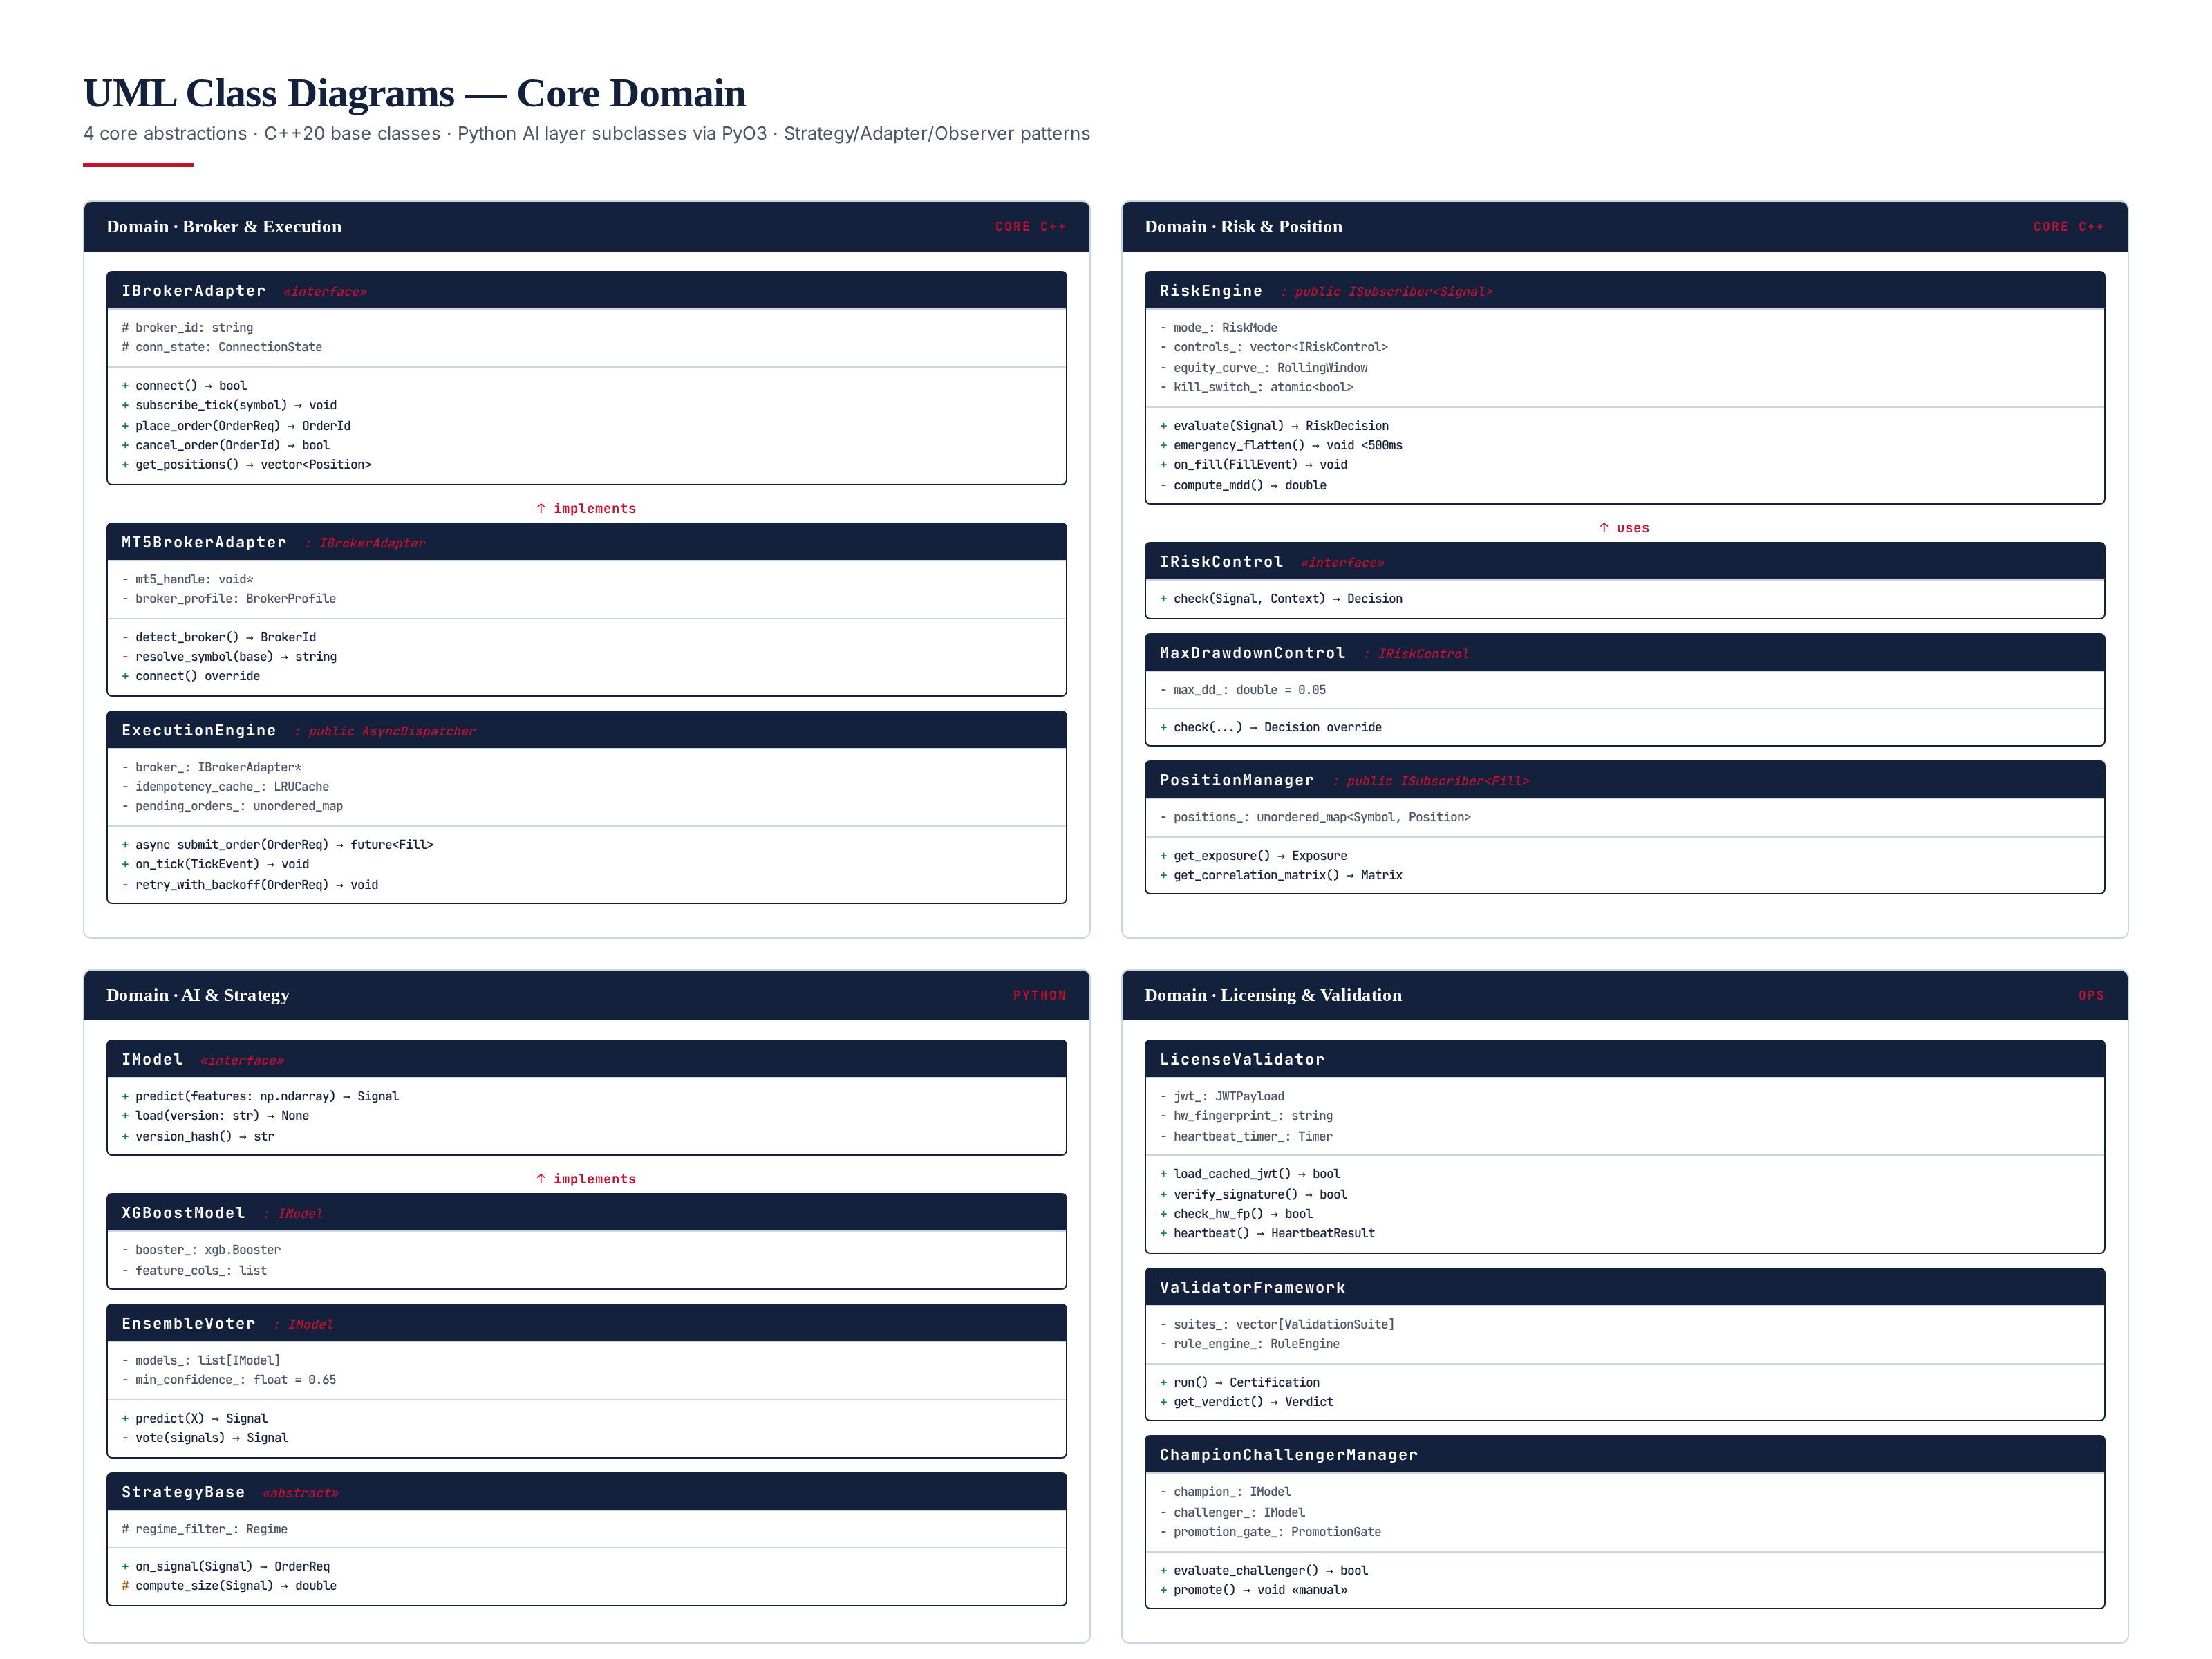 UML Class Diagrams — Core Domain
4 core abstractions · C++20 base classes · Python AI layer subclasses via PyO3 · Strategy/Adapter/Observer patterns
Domain · Broker & Execution
CORE C++
IBrokerAdapter «interface»
# broker_id: string
# conn_state: ConnectionState
+ connect() → bool
+ subscribe_tick(symbol) → void
+ place_order(OrderReq) → OrderId
+ cancel_order(OrderId) → bool
+ get_positions() → vector<Position>
↑ implements
MT5BrokerAdapter : IBrokerAdapter
- mt5_handle: void*
- broker_profile: BrokerProfile
- detect_broker() → BrokerId
- resolve_symbol(base) → string
+ connect() override
ExecutionEngine : public AsyncDispatcher
- broker_: IBrokerAdapter*
- idempotency_cache_: LRUCache
- pending_orders_: unordered_map
+ async submit_order(OrderReq) → future<Fill>
+ on_tick(TickEvent) → void
- retry_with_backoff(OrderReq) → void
Domain · Risk & Position
CORE C++
RiskEngine : public ISubscriber<Signal>
- mode_: RiskMode
- controls_: vector<IRiskControl>
- equity_curve_: RollingWindow
- kill_switch_: atomic<bool>
+ evaluate(Signal) → RiskDecision
+ emergency_flatten() → void <500ms
+ on_fill(FillEvent) → void
- compute_mdd() → double
↑ uses
IRiskControl «interface»
+ check(Signal, Context) → Decision
MaxDrawdownControl : IRiskControl
- max_dd_: double = 0.05
+ check(...) → Decision override
PositionManager : public ISubscriber<Fill>
- positions_: unordered_map<Symbol, Position>
+ get_exposure() → Exposure
+ get_correlation_matrix() → Matrix
Domain · AI & Strategy
PYTHON
IModel «interface»
+ predict(features: np.ndarray) → Signal
+ load(version: str) → None
+ version_hash() → str
↑ implements
XGBoostModel : IModel
- booster_: xgb.Booster
- feature_cols_: list
EnsembleVoter : IModel
- models_: list[IModel]
- min_confidence_: float = 0.65
+ predict(X) → Signal
- vote(signals) → Signal
StrategyBase «abstract»
# regime_filter_: Regime
+ on_signal(Signal) → OrderReq
# compute_size(Signal) → double
Domain · Licensing & Validation
OPS
LicenseValidator
- jwt_: JWTPayload
- hw_fingerprint_: string
- heartbeat_timer_: Timer
+ load_cached_jwt() → bool
+ verify_signature() → bool
+ check_hw_fp() → bool
+ heartbeat() → HeartbeatResult
ValidatorFramework
- suites_: vector[ValidationSuite]
- rule_engine_: RuleEngine
+ run() → Certification
+ get_verdict() → Verdict
ChampionChallengerManager
- champion_: IModel
- challenger_: IModel
- promotion_gate_: PromotionGate
+ evaluate_challenger() → bool
+ promote() → void «manual»